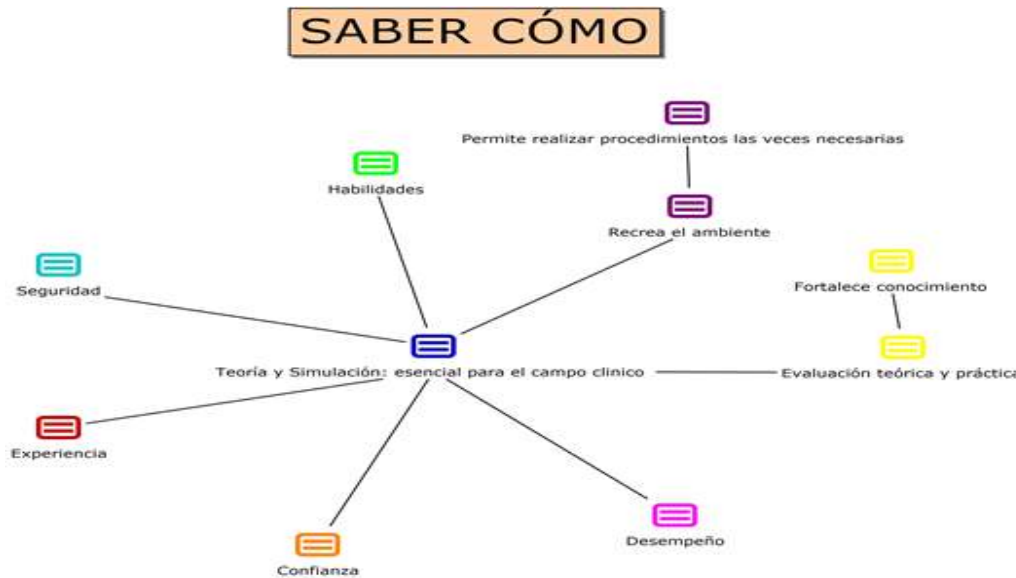 SABER CÓMO
Permite realizar procedimientos las veces necesarias
Habilidades
Recrea el ambiente
Seguridad
Fortalece conocimiento
Teoría y Simulación: esencial para el campo clinico
Evaluación teórica y práctica
Experiencia
Desempeño
Confianza